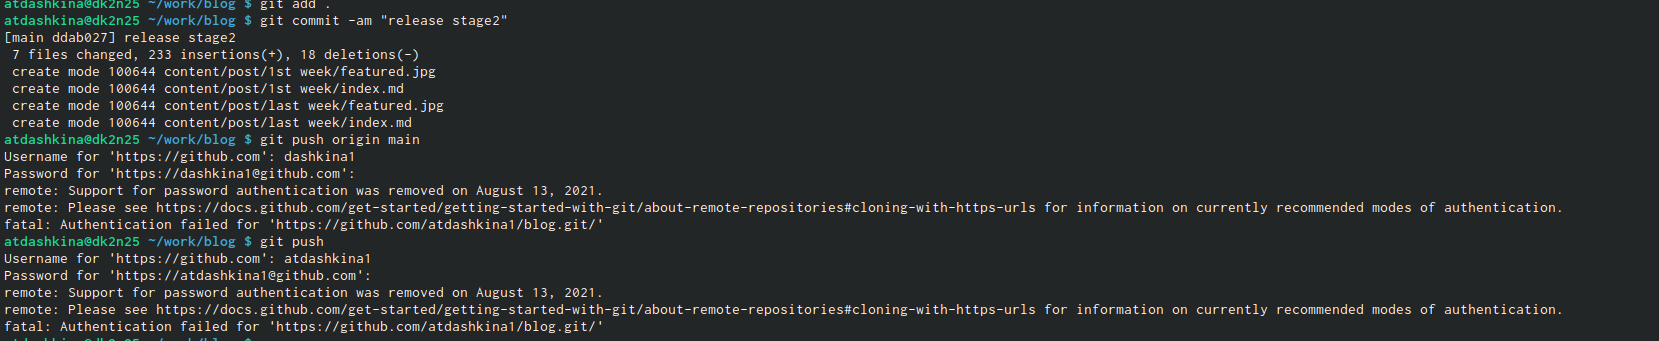 atdashkina@dk2n25 ~/work/blog $ git add .
atdashkina@dk2n25 ~/work/blog $ git commit -am "release stage2"
[main ddab027] release stage2
 7 files changed, 233 insertions(+), 18 deletions(-)
 create mode 100644 content/post/1st week/featured.jpg
 create mode 100644 content/post/1st week/index.md
 create mode 100644 content/post/last week/featured.jpg
 create mode 100644 content/post/last week/index.md
atdashkina@dk2n25 ~/work/blog $ git push origin main
Username for 'https://github.com': dashkina1
Password for 'https://dashkina1@github.com':
remote: Support for password authentication was removed on August 13, 2021.
remote: Please see https://docs.github.com/get-started/getting-started-with-git/about-remote-repositories#cloning-with-https-urls for information on currently recommended modes of authentication.
fatal: Authentication failed for 'https://github.com/atdashkina1/blog.git/'
atdashkina@dk2n25 ~/work/blog $ git push
Username for 'https://github.com': atdashkina1
Password for 'https://atdashkina1@github.com':
remote: Support for password authentication was removed on August 13, 2021.
remote: Please see https://docs.github.com/get-started/getting-started-with-git/about-remote-repositories#cloning-with-https-urls for information on currently recommended modes of authentication.
fatal: Authentication failed for 'https://github.com/atdashkina1/blog.git/'